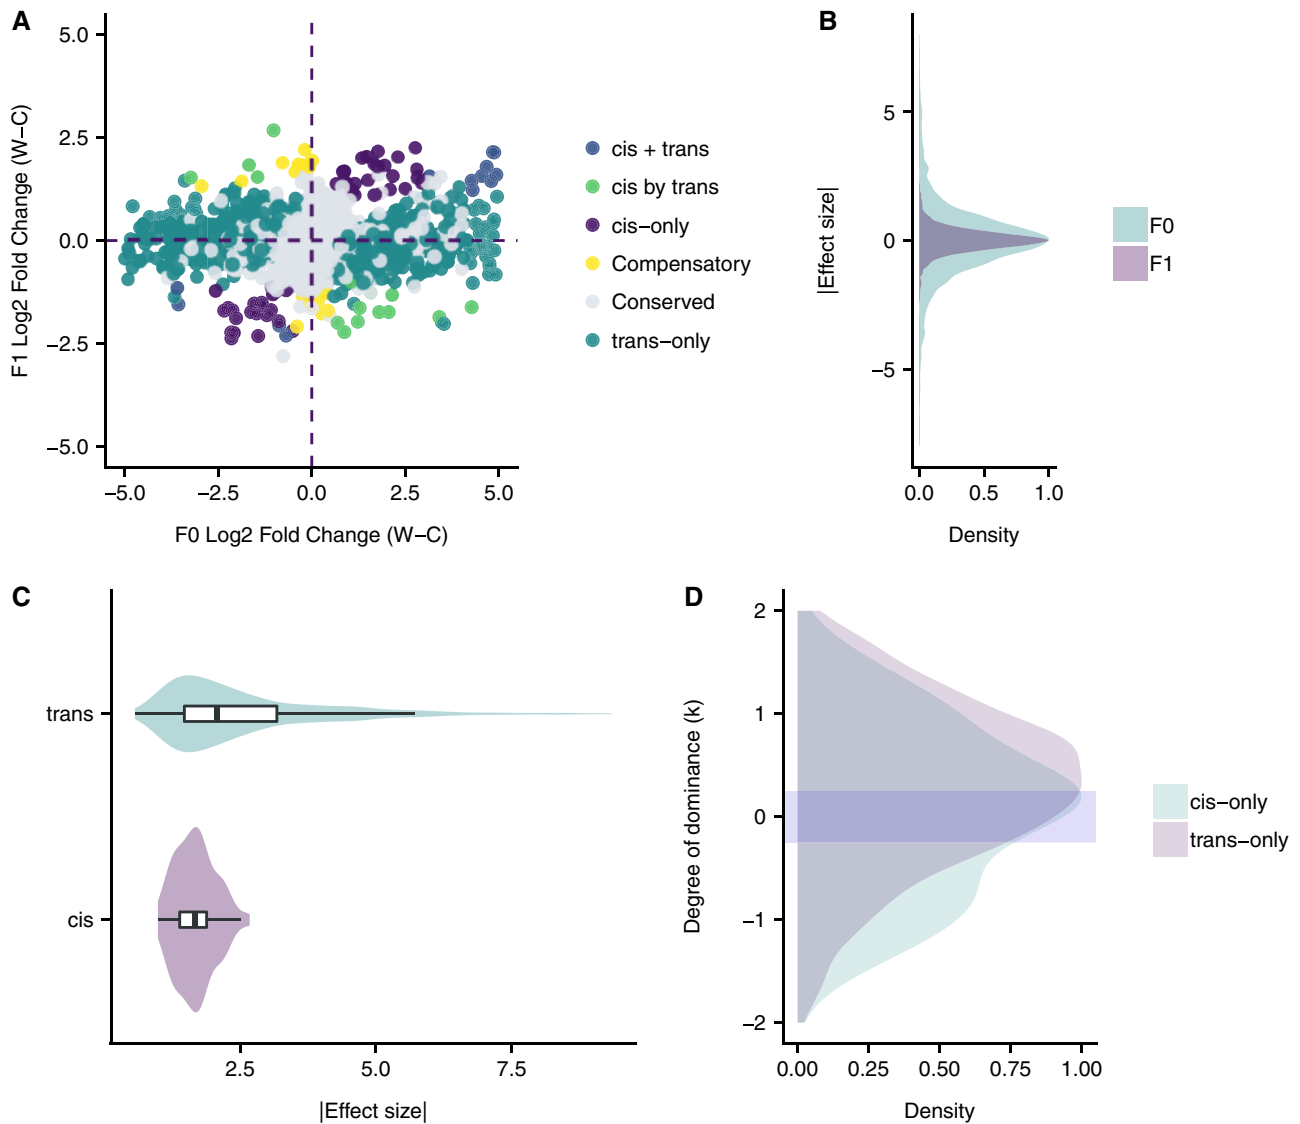 A
5.0
2.5
0.0
−2.5
−5.0
F1 Log2 Fold Change (W−C)
−5.0 −2.5 0.0 2.5 5.0
F0 Log2 Fold Change (W−C)
cis + trans
cis by trans
cis−only
Compensatory
Conserved
trans−only
B
5
0
−5
|Effect size|
0.0 0.5 1.0
Density
F0
F1
C
trans
cis
2.5 5.0 7.5
|Effect size|
D
2
1
0
−1
−2
Degree of dominance (k)
0.00 0.25 0.50 0.75 1.00
Density
cis−only
trans−only